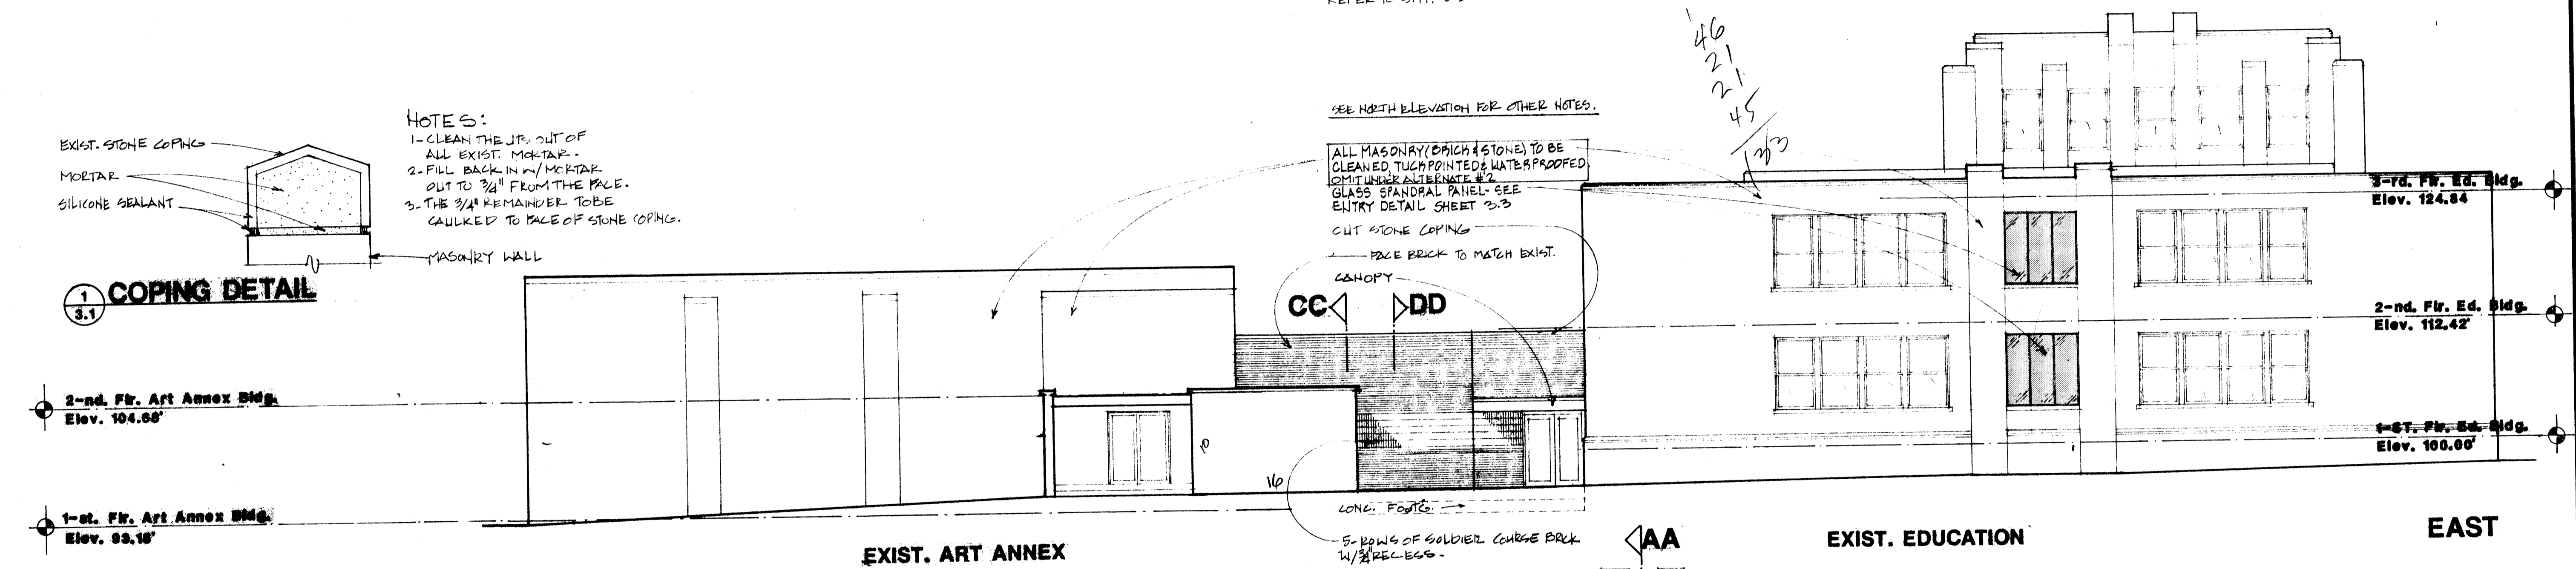 REFER TO SHT.
46
21
21
45
133
EXIST. STONE COPING
MORTAR
SILICONE SEALANT
MASONRY WALL
NOTES:
1- CLEAN THE JTS OUT OF
ALL EXIST. MORTAR.
2- FILL BACK IN W/ MORTAR
OUT TO 3/4" FROM THE FACE.
3- THE 3/4" REMAINDER TO BE
CAULKED TO FACE OF STONE COPING.
1
3.1
COPING DETAIL
SEE NORTH ELEVATION FOR OTHER NOTES.
ALL MASONRY (BRICK & STONE) TO BE
CLEANED, TUCKPOINTED & WATERPROOFED
OMIT UNDER ALTERNATE #2
GLASS SPANDRAL PANEL- SEE
ENTRY DETAIL SHEET 3.3
CUT STONE COPING
FACE BRICK TO MATCH EXIST.
CANOPY
CC
DD
3-rd. Flr. Ed. Bldg.
Elev. 124.84
2-nd. Flr. Ed. Bldg.
Elev. 112.42'
1-ST. Flr. Ed. Bldg.
Elev. 100.00'
2-nd. Flr. Art Annex Bldg.
Elev. 104.68'
1-st. Flr. Art Annex Bldg.
Elev. 93.18'
10
16
CONC. FOOT'G.
5- ROWS OF SOLDIER COURSE BRCK
W/ 3/4" RECESS-
AA
EXIST. ART ANNEX
EXIST. EDUCATION
EAST